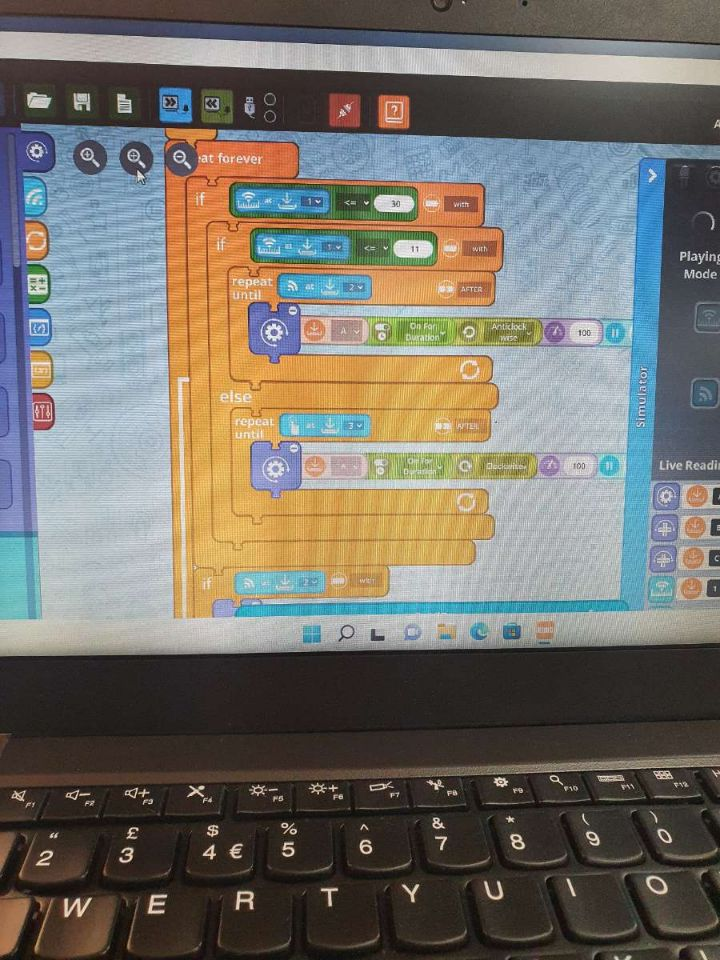 eat forever
if at 1 <= 30 with
if at 1 <= 11 with
repeat until at 2 AFTER
A On For Duration Anticlock wise 100
else
repeat until at 3 AFTER
A On For Duration Clockwise 100
if at 2 with
Playing
Mode
Simulator
Live Readin
1
F1 F2 F3 F4 F5 F6 F7 F8 F9 F10 F11 F12
" £ $ % ^ & * ( )
2 3 4 € 5 6 7 8 9 0
W E R T Y U I O